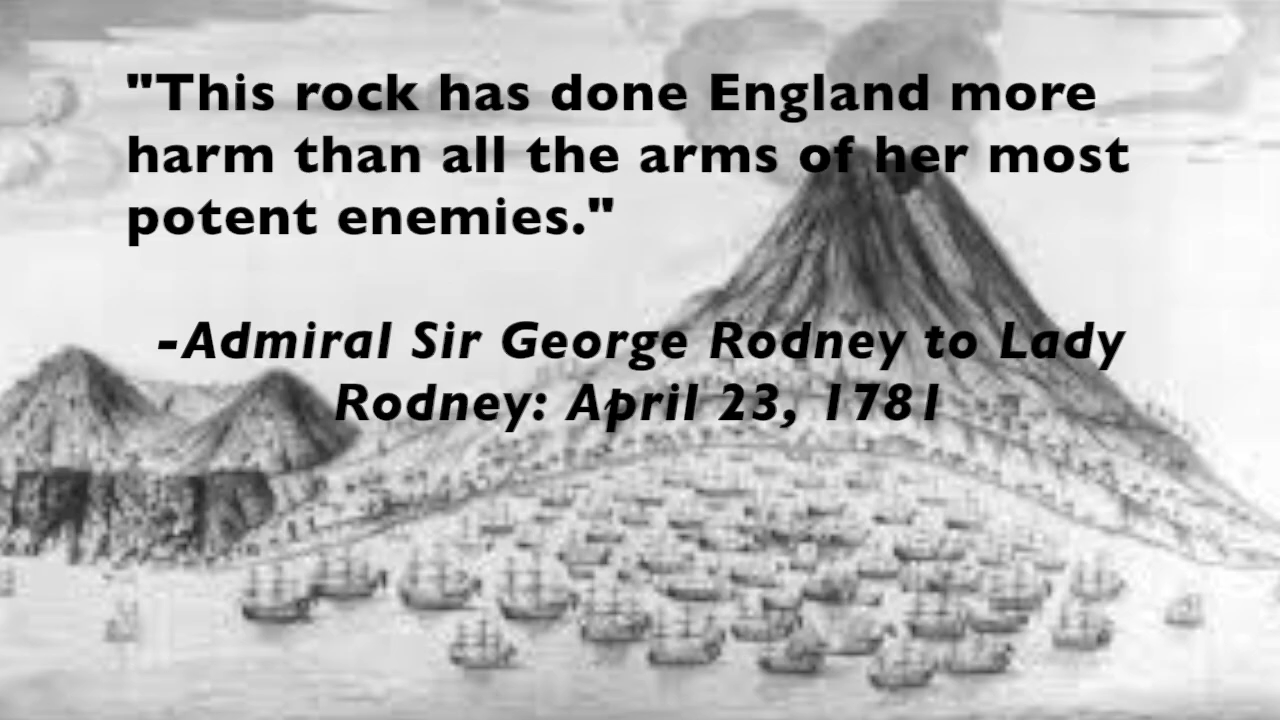 "This rock has done England more
harm than all the arms of her most
potent enemies."
-Admiral Sir George Rodney to Lady
Rodney: April 23, 1781